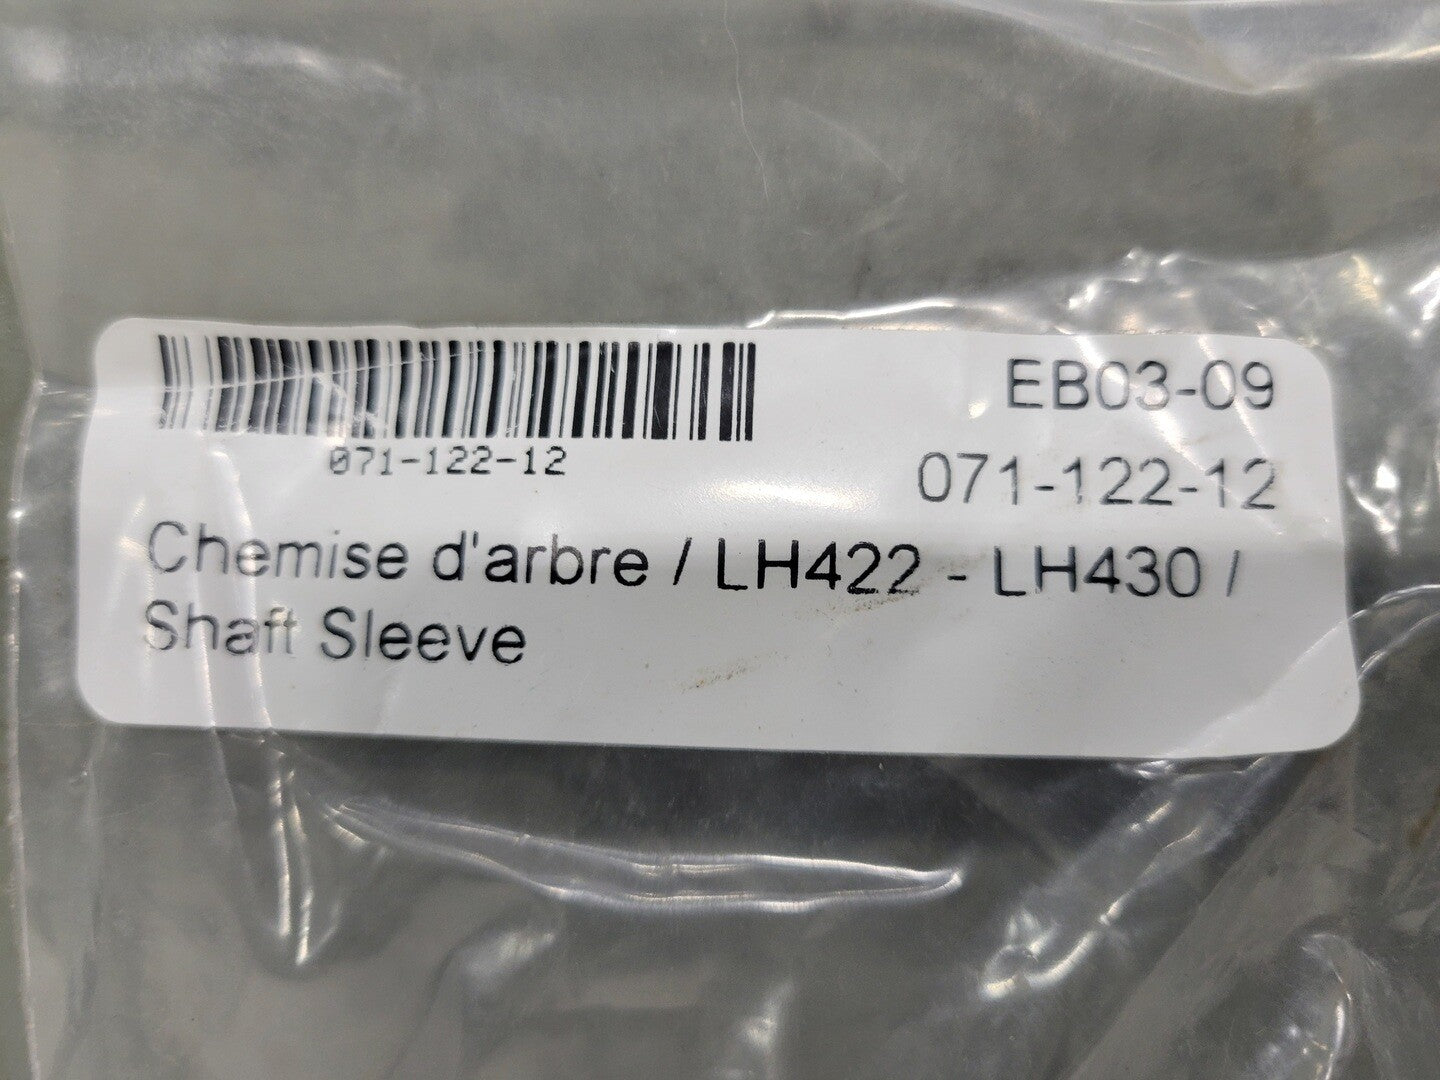 EB03-09
071-122-12
071-122-12
Chemise d'arbre / LH422 - LH430 /
Shaft Sleeve